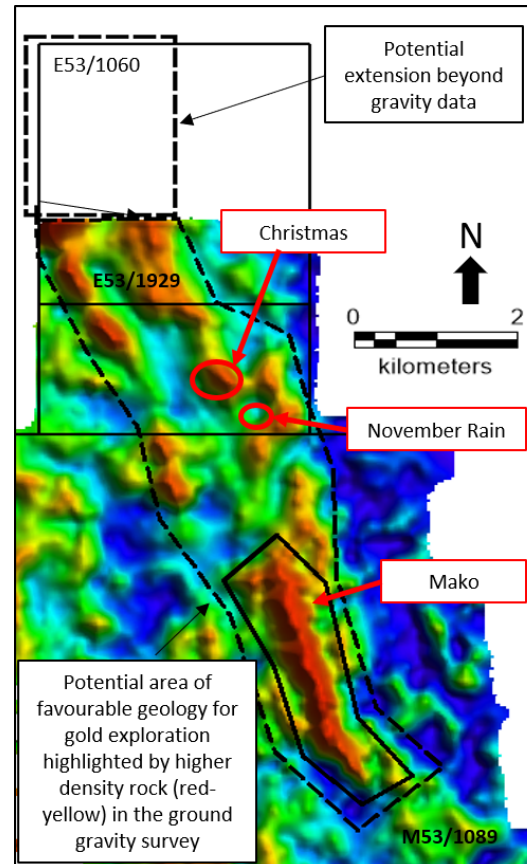 E53/1060
Potential
extension beyond
gravity data
Christmas
N
E53/1929
0 2
kilometers
November Rain
Mako
Potential area of
favourable geology for
gold exploration
highlighted by higher
density rock (red-
yellow) in the ground
gravity survey
M53/1089